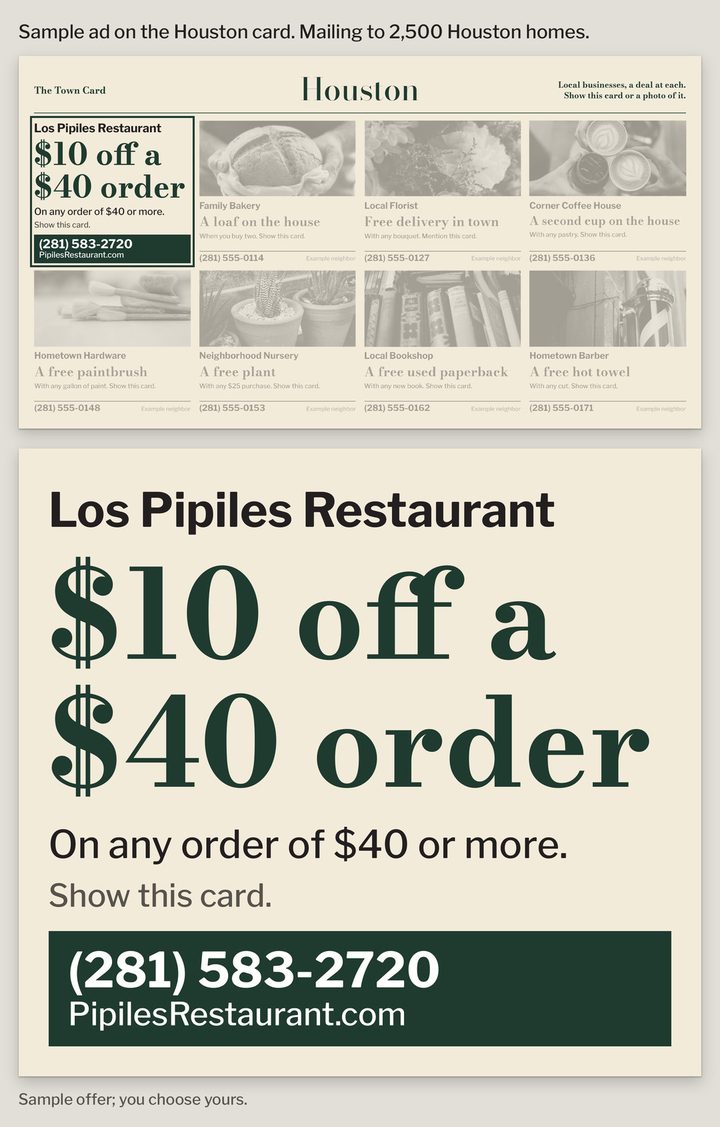 Sample ad on the Houston card. Mailing to 2,500 Houston homes.
The Town Card
Houston
Local businesses, a deal at each.
Show this card or a photo of it.
Los Pipiles Restaurant
$10 off a
$40 order
On any order of $40 or more.
Show this card.
(281) 583-2720
PipilesRestaurant.com
Family Bakery
A loaf on the house
When you buy two. Show this card.
(281) 555-0114
Example neighbor
Local Florist
Free delivery in town
With any bouquet. Mention this card.
(281) 555-0127
Example neighbor
Corner Coffee House
A second cup on the house
With any pastry. Show this card.
(281) 555-0136
Example neighbor
Hometown Hardware
A free paintbrush
With any gallon of paint. Show this card.
(281) 555-0148
Example neighbor
Neighborhood Nursery
A free plant
With any $25 purchase. Show this card.
(281) 555-0153
Example neighbor
Local Bookshop
A free used paperback
With any new book. Show this card.
(281) 555-0162
Example neighbor
Hometown Barber
A free hot towel
With any cut. Show this card.
(281) 555-0171
Example neighbor
Los Pipiles Restaurant
$10 off a
$40 order
On any order of $40 or more.
Show this card.
(281) 583-2720
PipilesRestaurant.com
Sample offer; you choose yours.